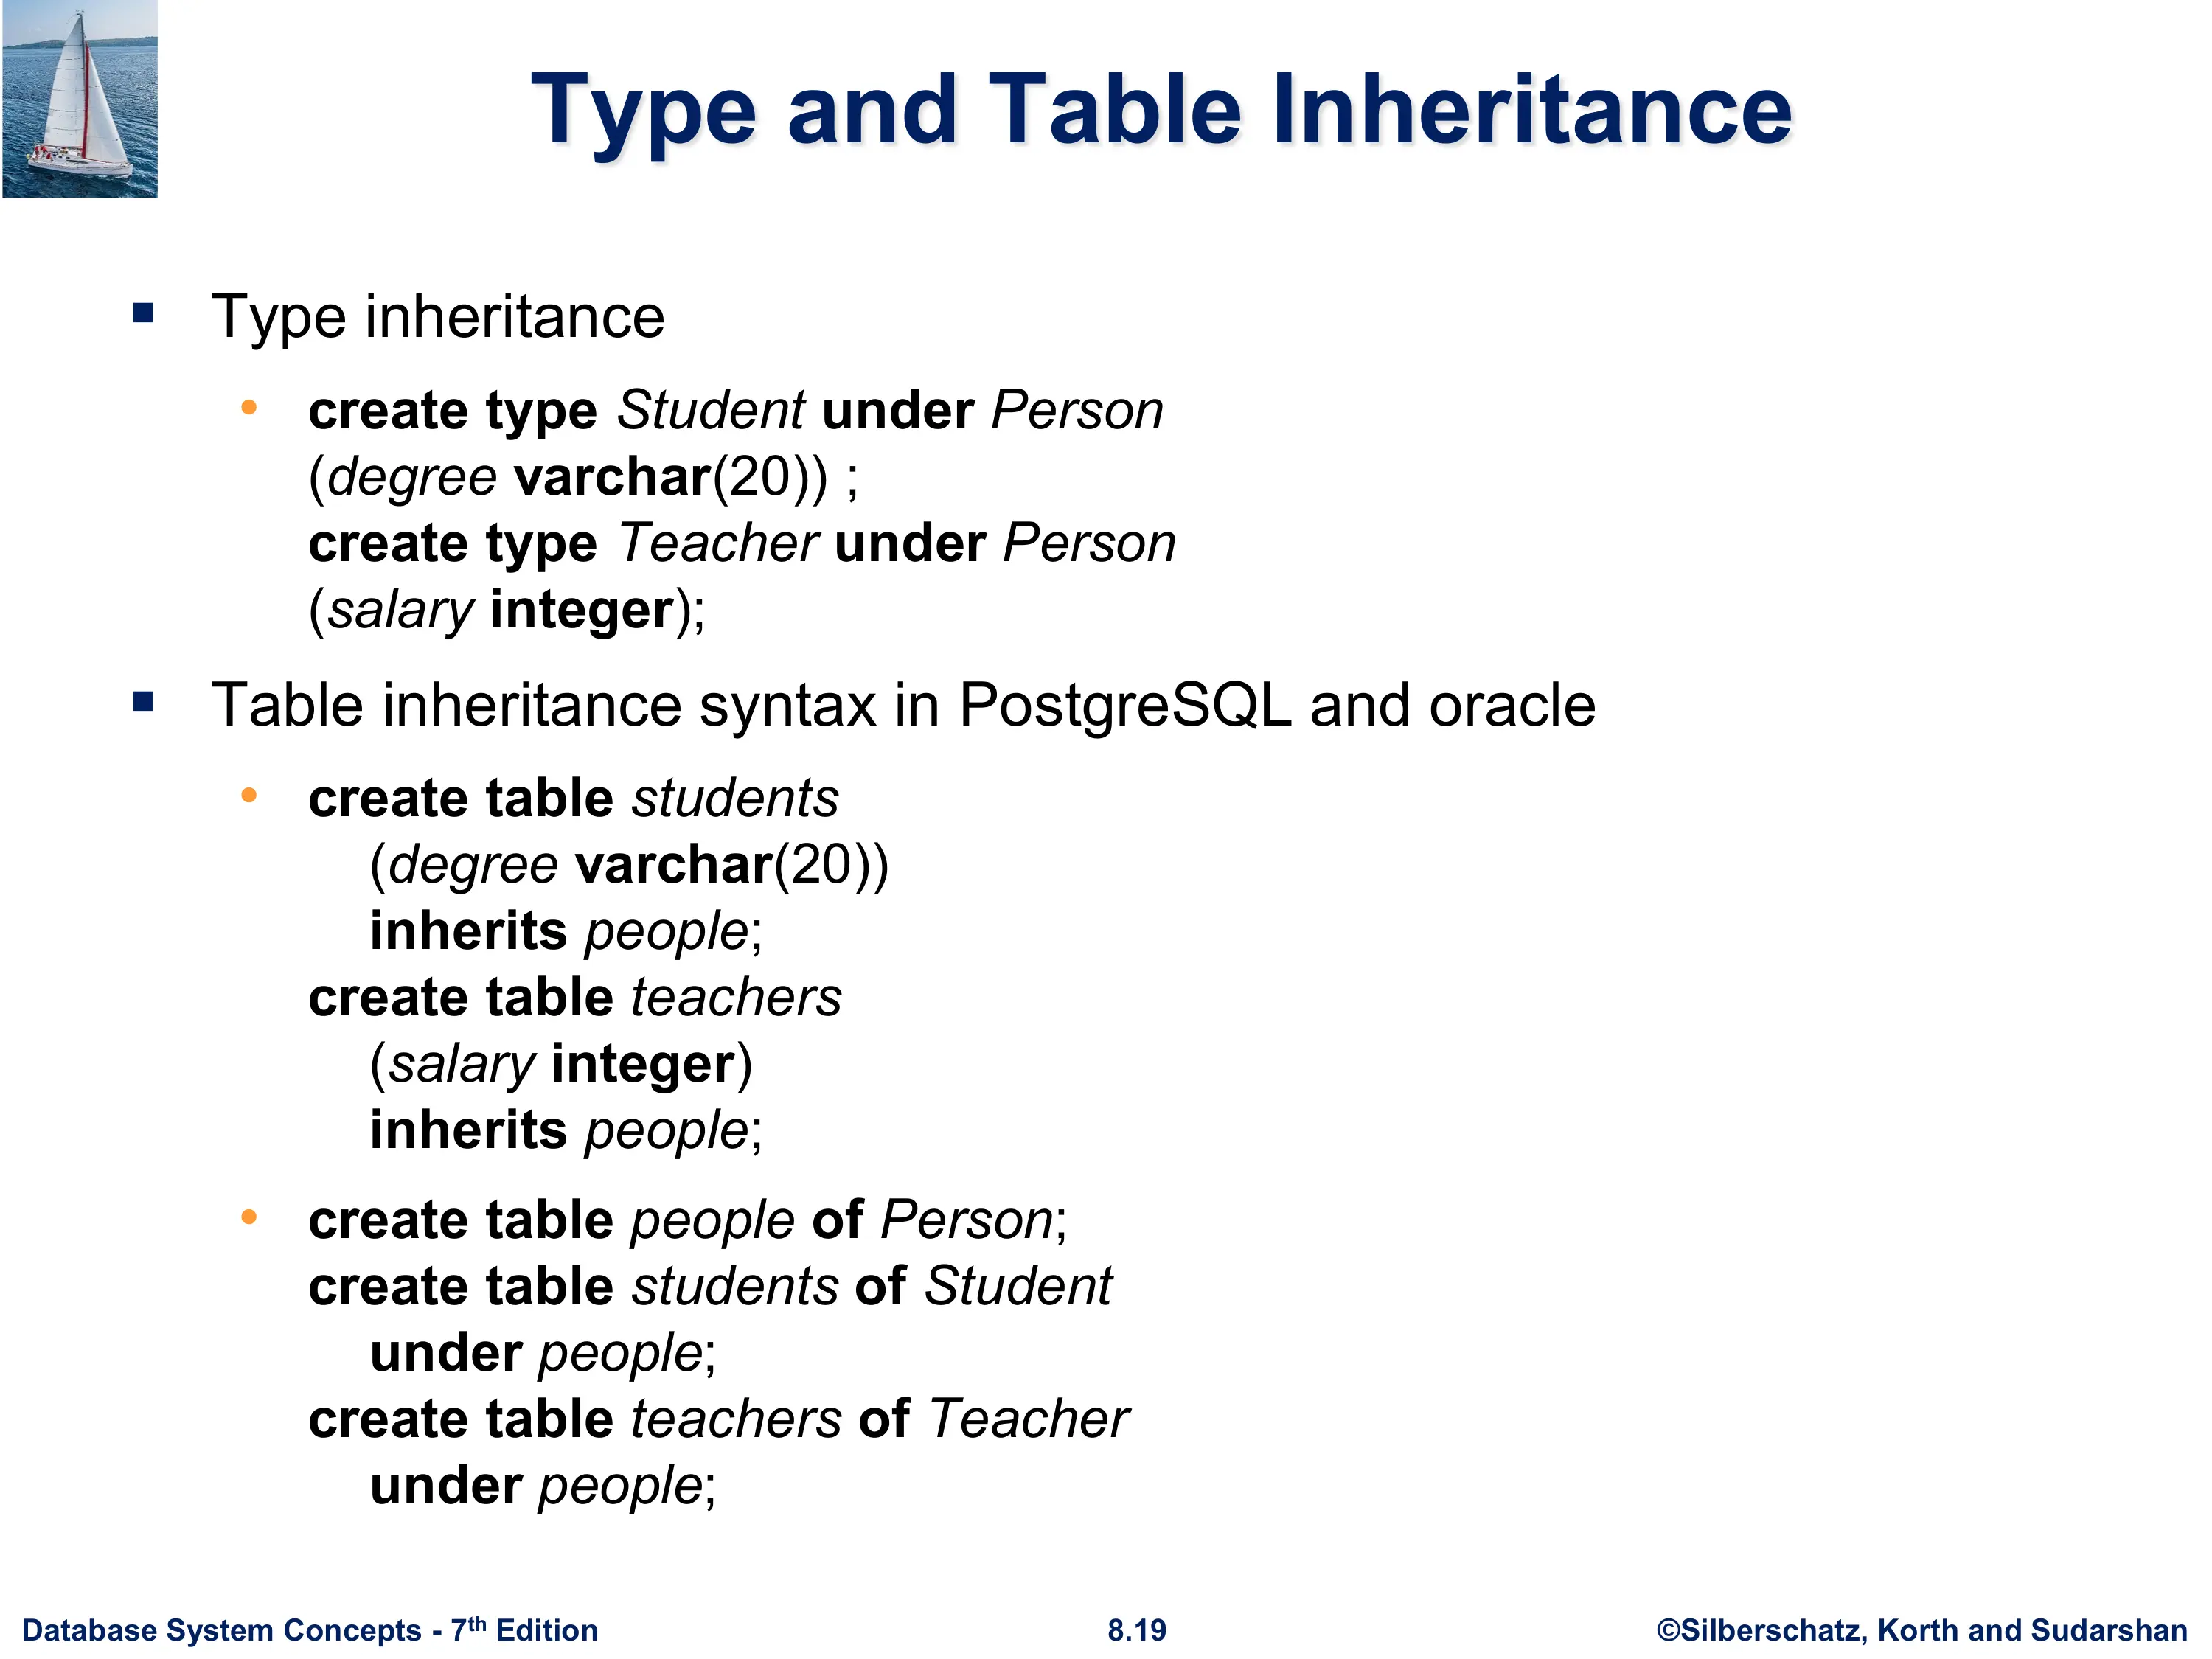 Type and Table Inheritance
Type inheritance
create type Student under Person
(degree varchar(20)) ;
create type Teacher under Person
(salary integer);
Table inheritance syntax in PostgreSQL and oracle
create table students
(degree varchar(20))
inherits people;
create table teachers
(salary integer)
inherits people;
create table people of Person;
create table students of Student
under people;
create table teachers of Teacher
under people;
Database System Concepts - 7th Edition
8.19
©Silberschatz, Korth and Sudarshan